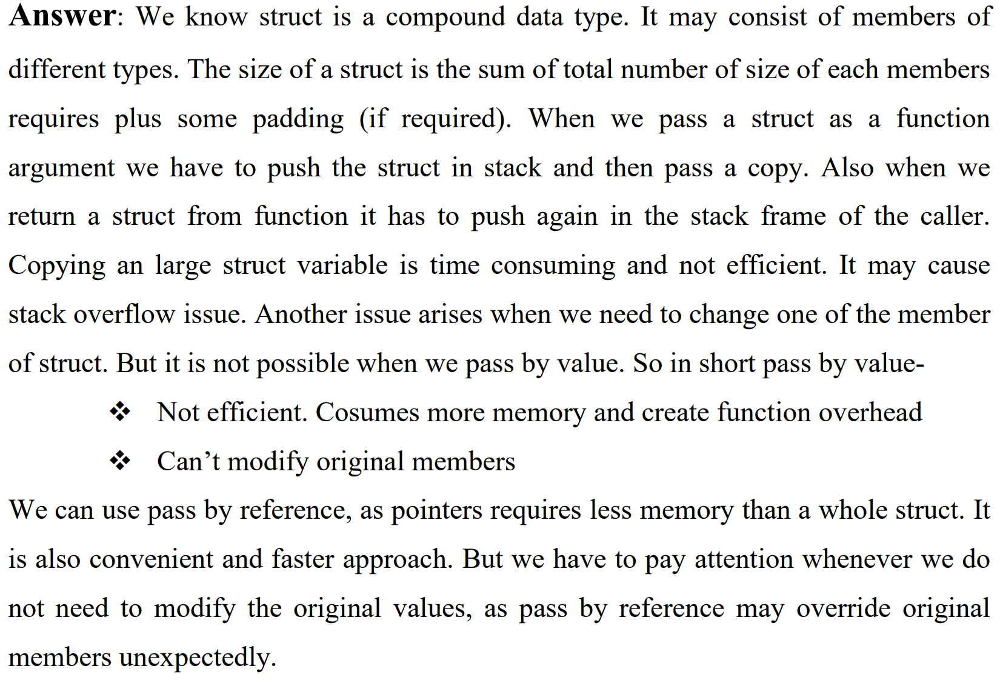 Answer: We know struct is a compound data type. It may consist of members of
different types. The size of a struct is the sum of total number of size of each members
requires plus some padding (if required). When we pass a struct as a function
argument we have to push the struct in stack and then pass a copy. Also when we
return a struct from function it has to push again in the stack frame of the caller.
Copying an large struct variable is time consuming and not efficient. It may cause
stack overflow issue. Another issue arises when we need to change one of the member
of struct. But it is not possible when we pass by value. So in short pass by value-
❖ Not efficient. Cosumes more memory and create function overhead
❖ Can’t modify original members
We can use pass by reference, as pointers requires less memory than a whole struct. It
is also convenient and faster approach. But we have to pay attention whenever we do
not need to modify the original values, as pass by reference may override original
members unexpectedly.